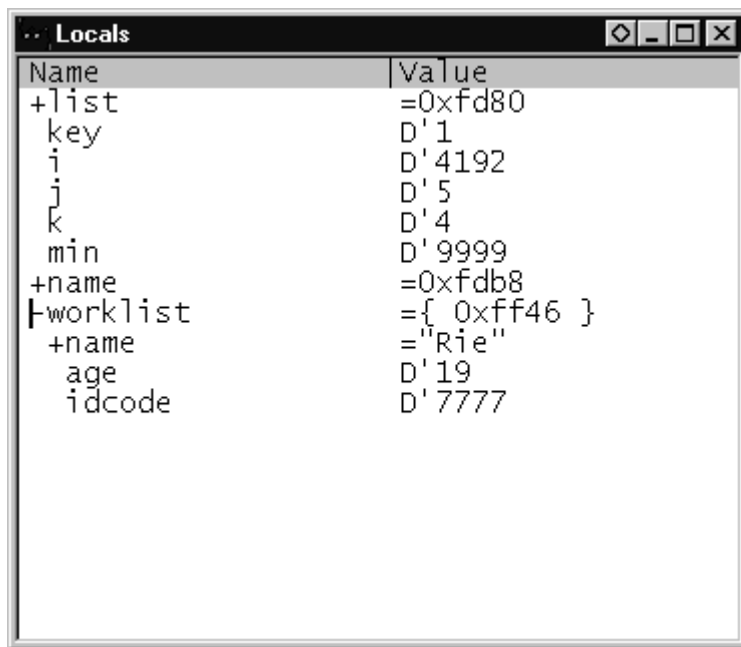 Locals
Name Value
+list =0xfd80
key D'1
i D'4192
j D'5
k D'4
min D'9999
+name =0xfdb8
-worklist ={ 0xff46 }
+name ="Rie"
age D'19
idcode D'7777